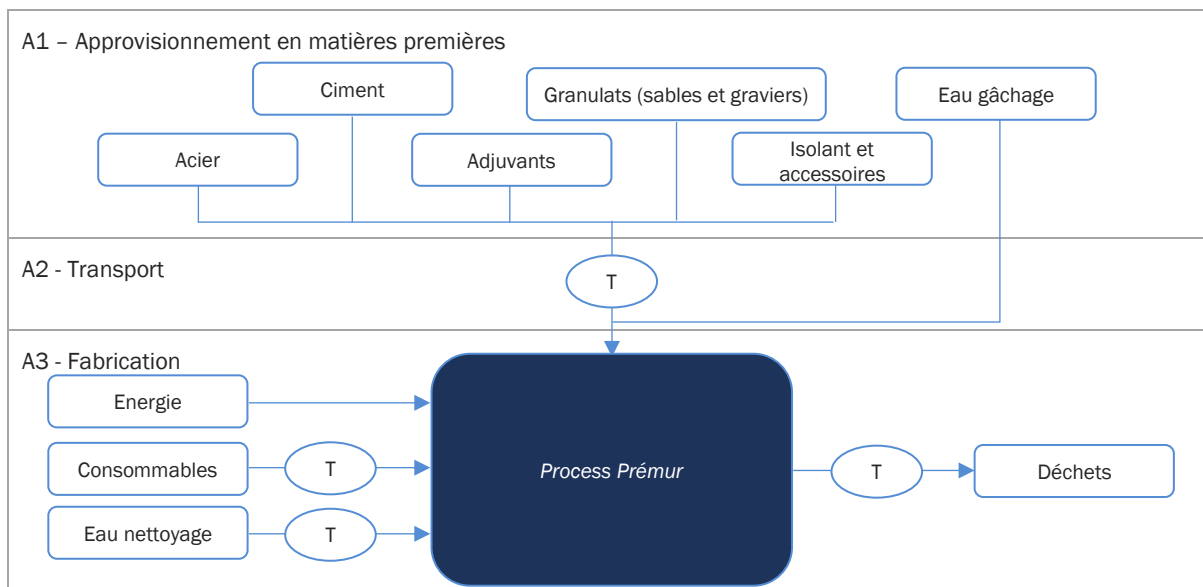 A1 – Approvisionnement en matières premières
Ciment
Granulats (sables et graviers)
Eau gâchage
Acier
Adjuvants
Isolant et
accessoires
A2 - Transport
T
A3 - Fabrication
Energie
Consommables
T
Process Prémur
T
Déchets
Eau nettoyage
T